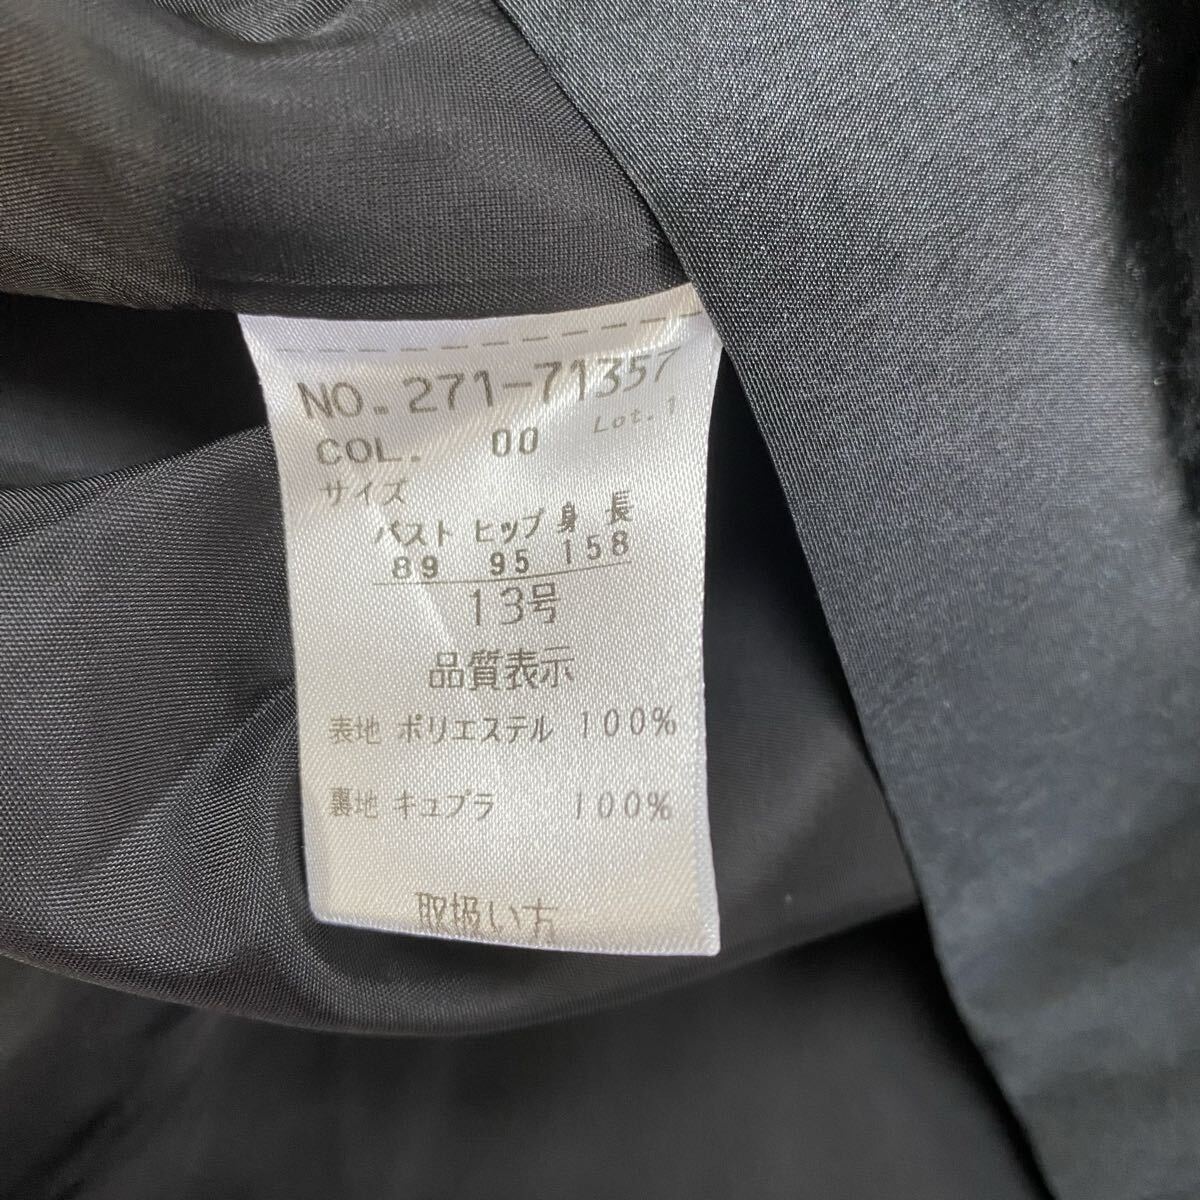 NO.271-71357
COL. 00 Lot.1
サイズ
バスト ヒップ 身 長
89 95 158
13号
品質表示
表地 ポリエステル 100%
裏地 キュプラ 100%
取扱い方